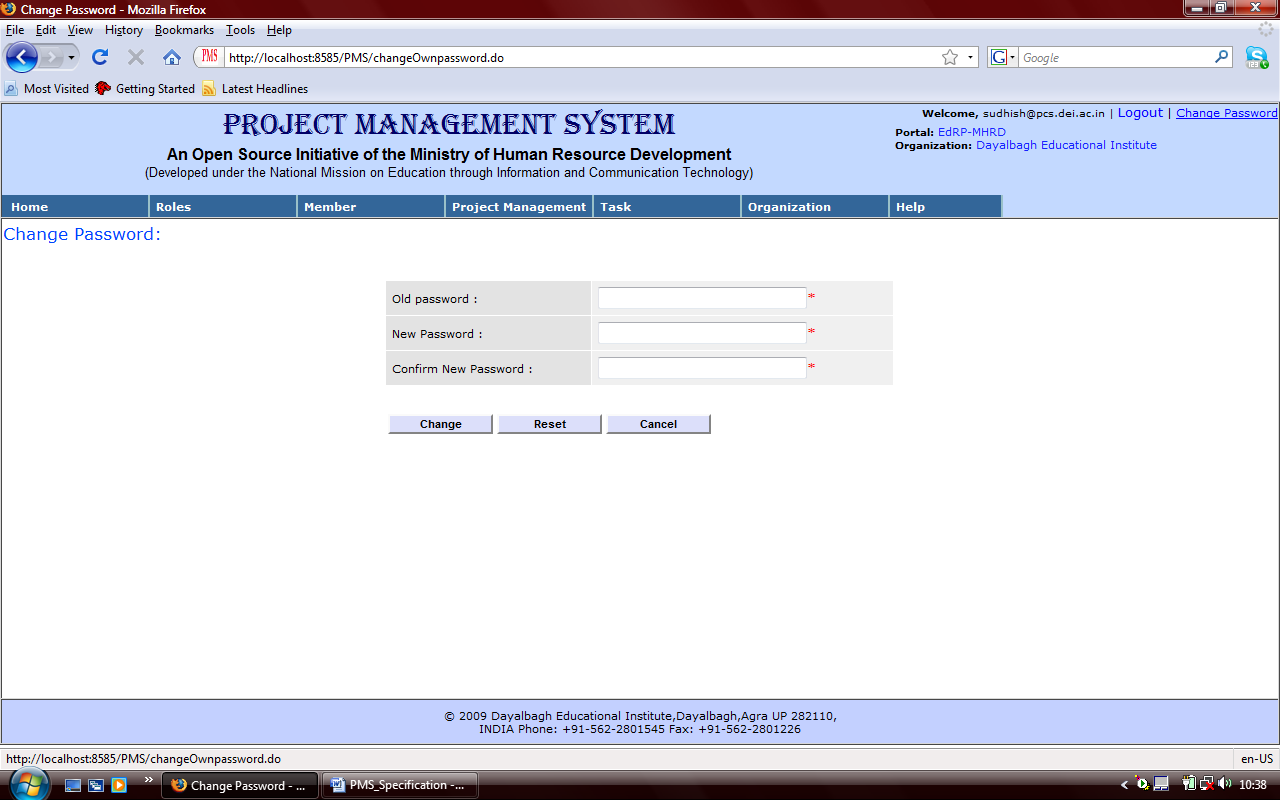 Change Password - Mozilla Firefox
File Edit View History Bookmarks Tools Help
PMS http://localhost:8585/PMS/changeOwnpassword.do G Google
Most Visited Getting Started Latest Headlines
PROJECT MANAGEMENT SYSTEM
An Open Source Initiative of the Ministry of Human Resource Development
(Developed under the National Mission on Education through Information and Communication Technology)
Welcome, sudhish@pcs.dei.ac.in | Logout | Change Password
Portal: EdRP-MHRD
Organization: Dayalbagh Educational Institute
Home Roles Member Project Management Task Organization Help
Change Password:
Old password : *
New Password : *
Confirm New Password : *
Change Reset Cancel
© 2009 Dayalbagh Educational Institute,Dayalbagh,Agra UP 282110,
INDIA Phone: +91-562-2801545 Fax: +91-562-2801226
http://localhost:8585/PMS/changeOwnpassword.do en-US
» Change Password - ... PMS_Specification -... < 10:38